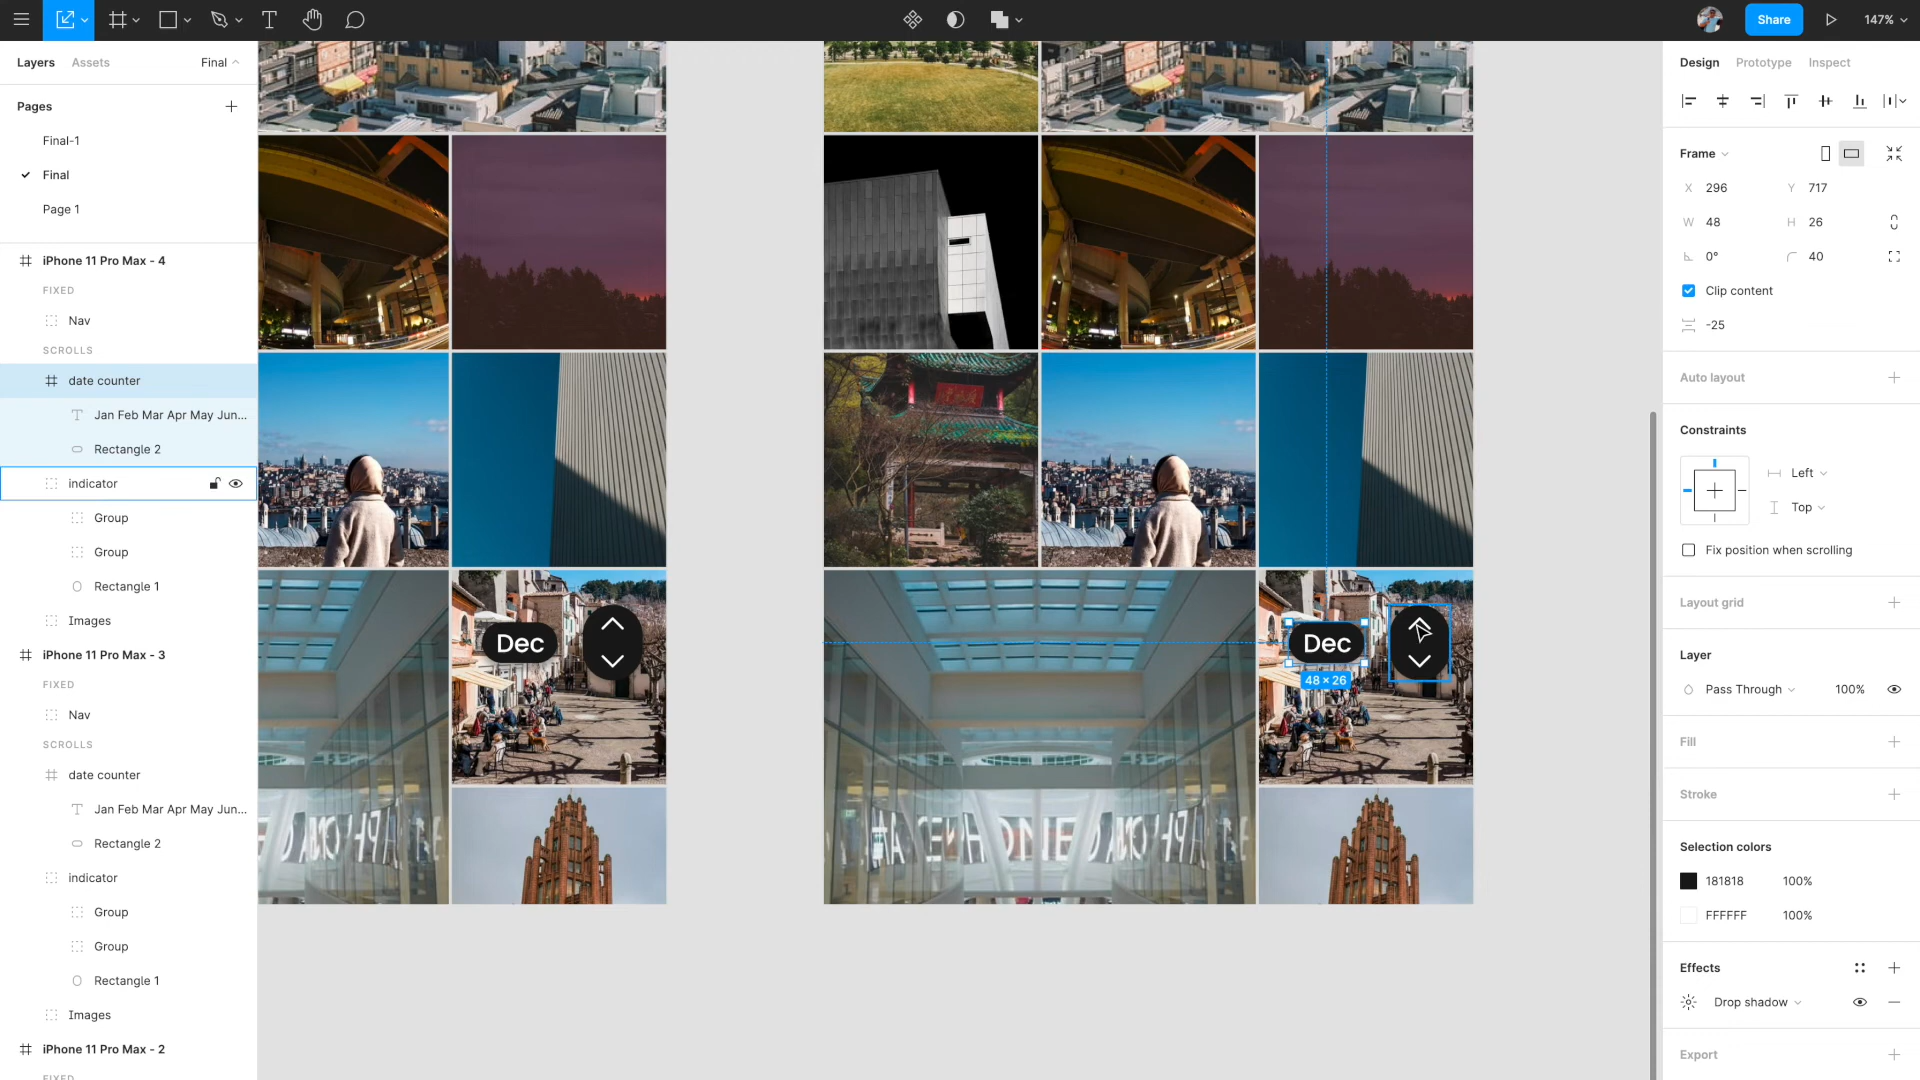 Share
147%
Layers
Assets
Final
Pages
Final-1
Final
Page 1
iPhone 11 Pro Max - 4
FIXED
Nav
SCROLLS
date counter
Jan Feb Mar Apr May Jun...
Rectangle 2
indicator
Group
Group
Rectangle 1
Images
iPhone 11 Pro Max - 3
FIXED
Nav
SCROLLS
date counter
Jan Feb Mar Apr May Jun...
Rectangle 2
indicator
Group
Group
Rectangle 1
Images
iPhone 11 Pro Max - 2
FIXED
Dec
Dec
48 × 26
Design
Prototype
Inspect
Frame
X 296
Y 717
W 48
H 26
0°
40
Clip content
-25
Auto layout
Constraints
Left
Top
Fix position when scrolling
Layout grid
Layer
Pass Through
100%
Fill
Stroke
Selection colors
181818 100%
FFFFFF 100%
Effects
Drop shadow
Export